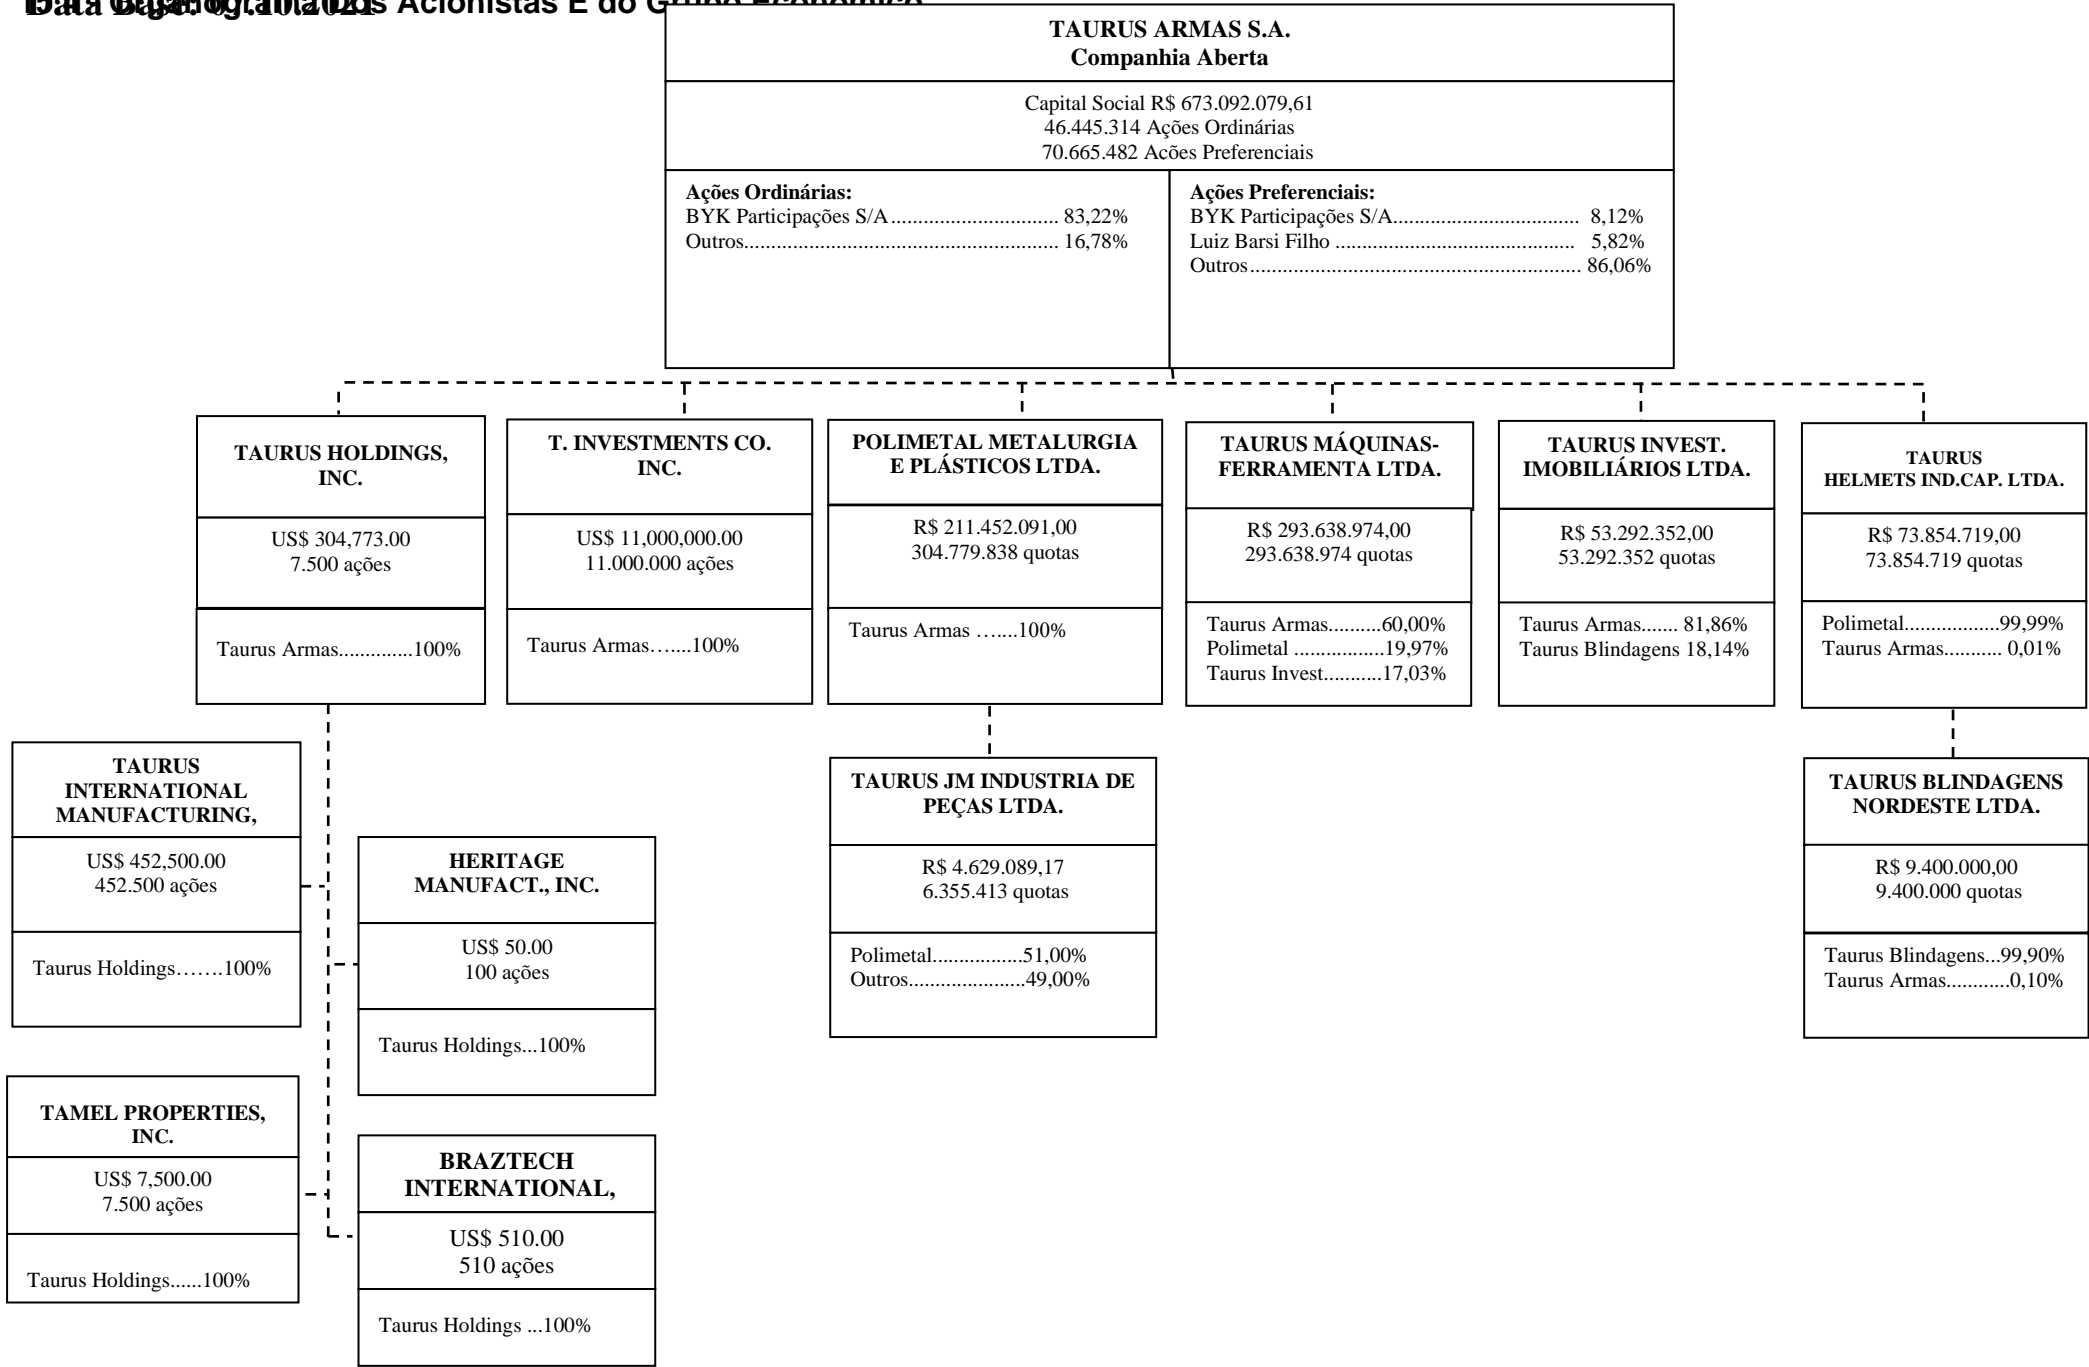 Acionistas E do Grupo Econômico
Data Base: 07.10.2021
TAURUS ARMAS S.A.
Companhia Aberta
Capital Social R$ 673.092.079,61
46.445.314 Ações Ordinárias
70.665.482 Ações Preferenciais
Ações Ordinárias:
BYK Participações S/A............................... 83,22%
Outros.......................................................... 16,78%
Ações Preferenciais:
BYK Participações S/A.................................. 8,12%
Luiz Barsi Filho ............................................ 5,82%
Outros............................................................. 86,06%
TAURUS HOLDINGS,
INC.
US$ 304,773.00
7.500 ações
Taurus Armas..............100%
T. INVESTMENTS CO.
INC.
US$ 11,000,000.00
11.000.000 ações
Taurus Armas…....100%
POLIMETAL METALURGIA
E PLÁSTICOS LTDA.
R$ 211.452.091,00
304.779.838 quotas
Taurus Armas …....100%
TAURUS MÁQUINAS-
FERRAMENTA LTDA.
R$ 293.638.974,00
293.638.974 quotas
Taurus Armas..........60,00%
Polimetal .................19,97%
Taurus Invest...........17,03%
TAURUS INVEST.
IMOBILIÁRIOS LTDA.
R$ 53.292.352,00
53.292.352 quotas
Taurus Armas....... 81,86%
Taurus Blindagens 18,14%
TAURUS
HELMETS IND.CAP. LTDA.
R$ 73.854.719,00
73.854.719 quotas
Polimetal..................99,99%
Taurus Armas........... 0,01%
TAURUS
INTERNATIONAL
MANUFACTURING,
US$ 452,500.00
452.500 ações
Taurus Holdings…….100%
HERITAGE
MANUFACT., INC.
US$ 50.00
100 ações
Taurus Holdings...100%
TAURUS JM INDUSTRIA DE
PEÇAS LTDA.
R$ 4.629.089,17
6.355.413 quotas
Polimetal.................51,00%
Outros......................49,00%
TAURUS BLINDAGENS
NORDESTE LTDA.
R$ 9.400.000,00
9.400.000 quotas
Taurus Blindagens...99,90%
Taurus Armas............0,10%
TAMEL PROPERTIES,
INC.
US$ 7,500.00
7.500 ações
Taurus Holdings......100%
BRAZTECH
INTERNATIONAL,
US$ 510.00
510 ações
Taurus Holdings ...100%